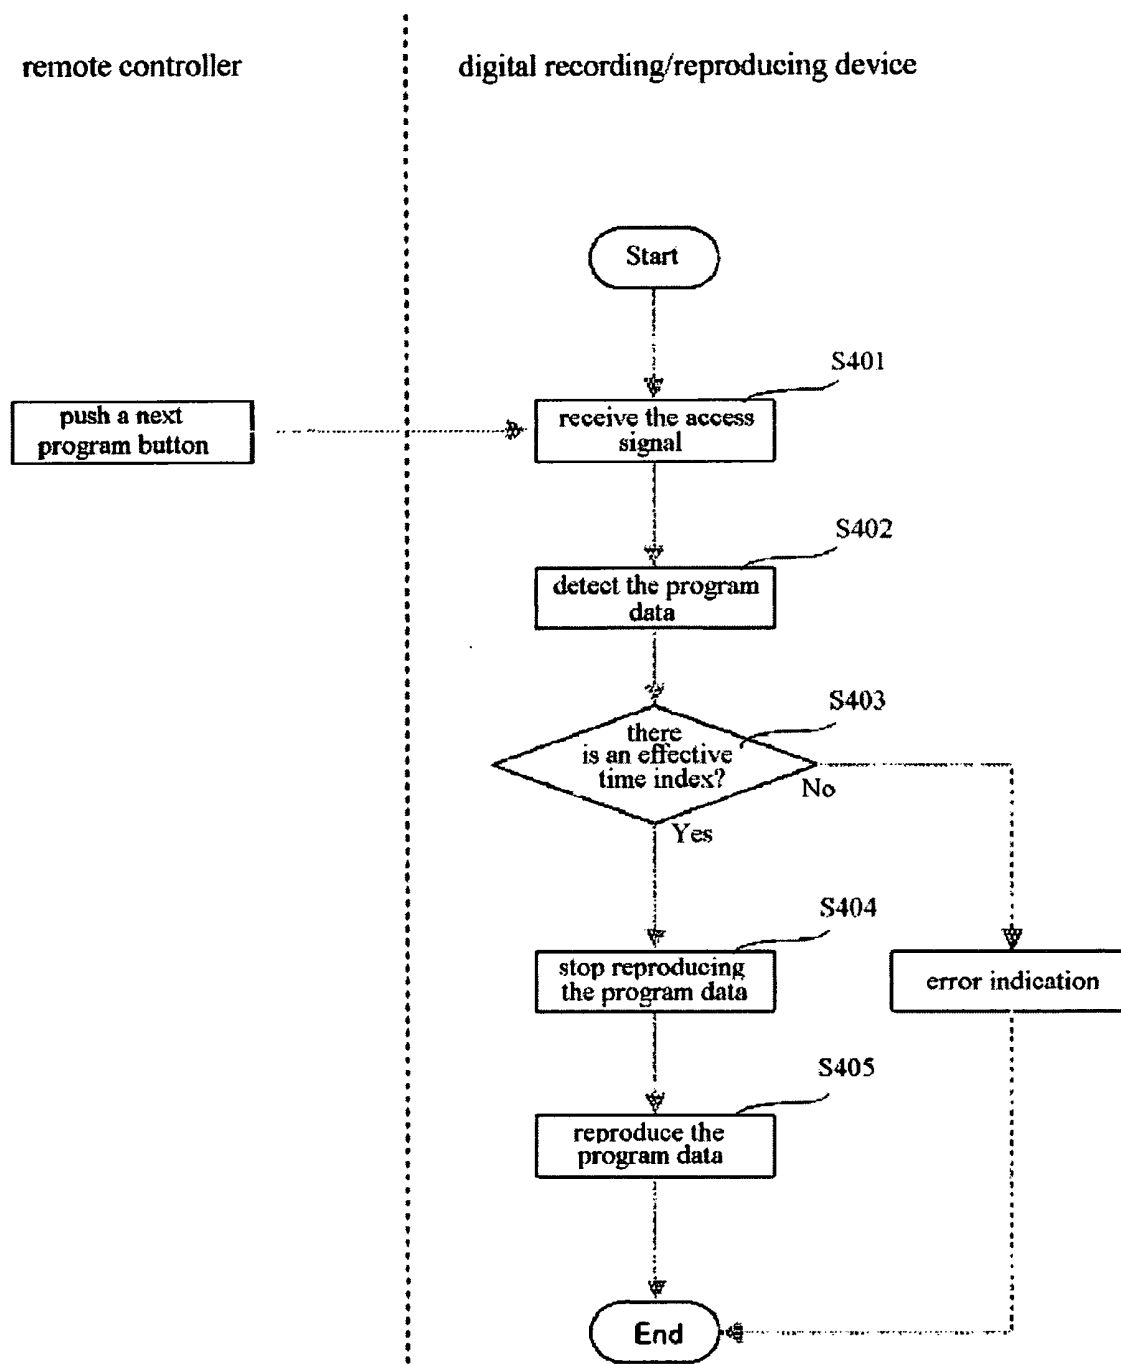 remote controller
digital recording/reproducing device
Start
S401
push a next
program button
receive the access
signal
S402
detect the program
data
S403
there
is an effective
time index?
No
Yes
S404
stop reproducing
the program data
error indication
S405
reproduce the
program data
End